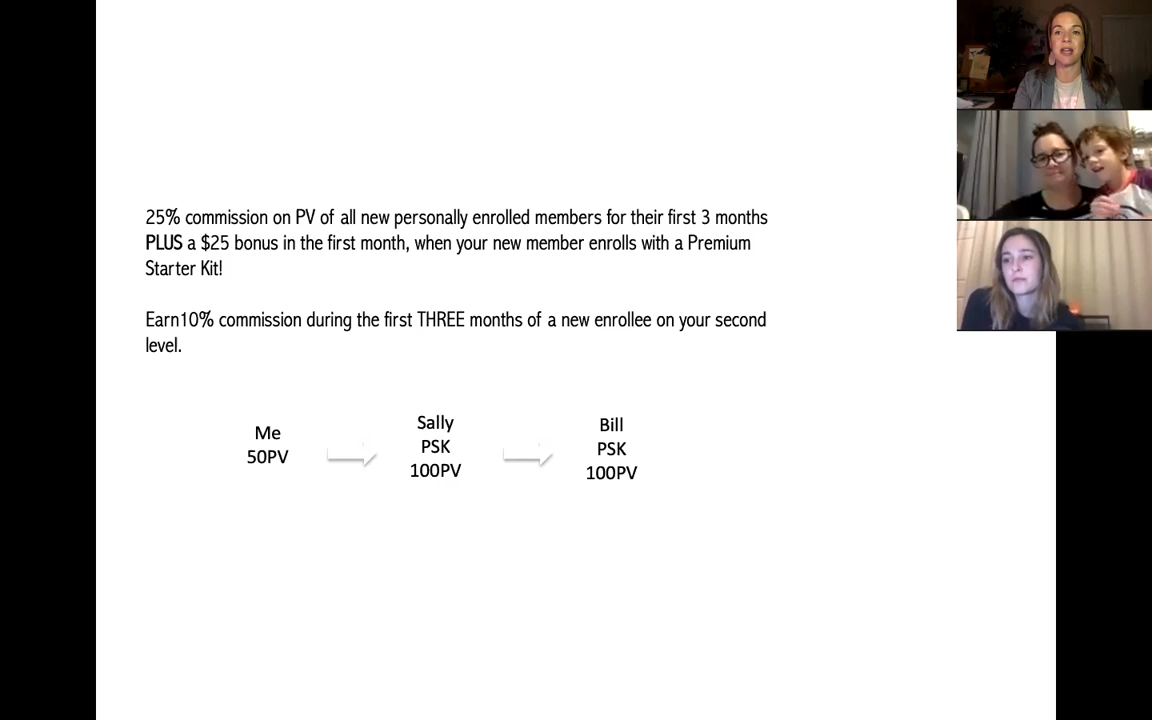 25% commission on PV of all new personally enrolled members for their first 3 months
PLUS a $25 bonus in the first month, when your new member enrolls with a Premium
Starter Kit!
Earn10% commission during the first THREE months of a new enrollee on your second
level.
Me
50PV
Sally
PSK
100PV
Bill
PSK
100PV